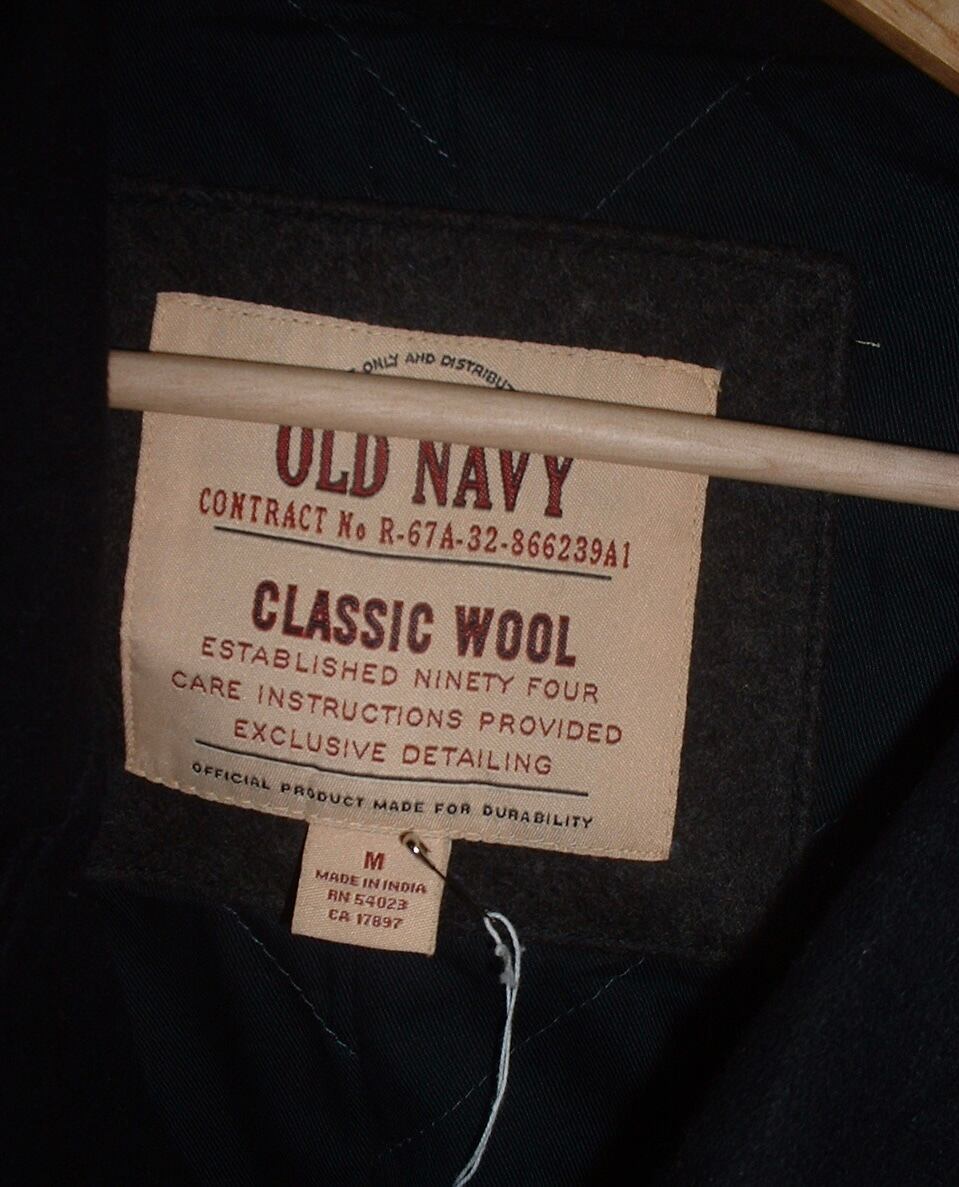 ONLY AND DISTRIBUT
OLD NAVY
CONTRACT No R-67A-32-866239A1
CLASSIC WOOL
ESTABLISHED NINETY FOUR
CARE INSTRUCTIONS PROVIDED
EXCLUSIVE DETAILING
OFFICIAL PRODUCT MADE FOR DURABILITY
M
MADE IN INDIA
RN 54023
CA 17897